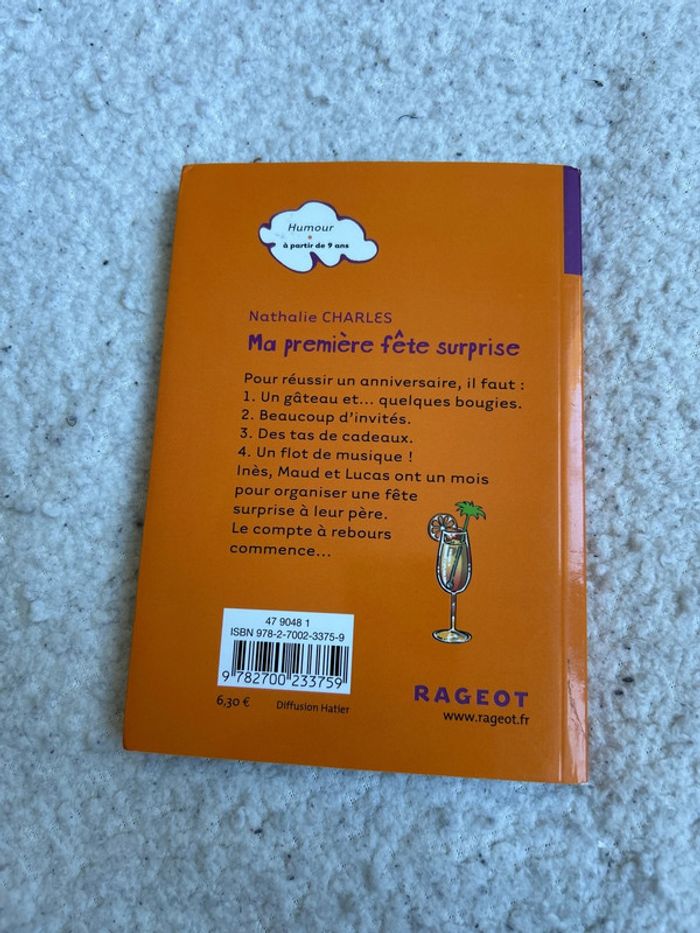 Humour
à partir de 9 ans
Nathalie CHARLES
Ma première fête surprise
Pour réussir un anniversaire, il faut :
1. Un gâteau et... quelques bougies.
2. Beaucoup d'invités.
3. Des tas de cadeaux.
4. Un flot de musique !
Inès, Maud et Lucas ont un mois
pour organiser une fête
surprise à leur père.
Le compte à rebours
commence...
47 9048 1
ISBN 978-2-7002-3375-9
9 782700 233759
6,30 € Diffusion Hatier
RAGEOT
www.rageot.fr